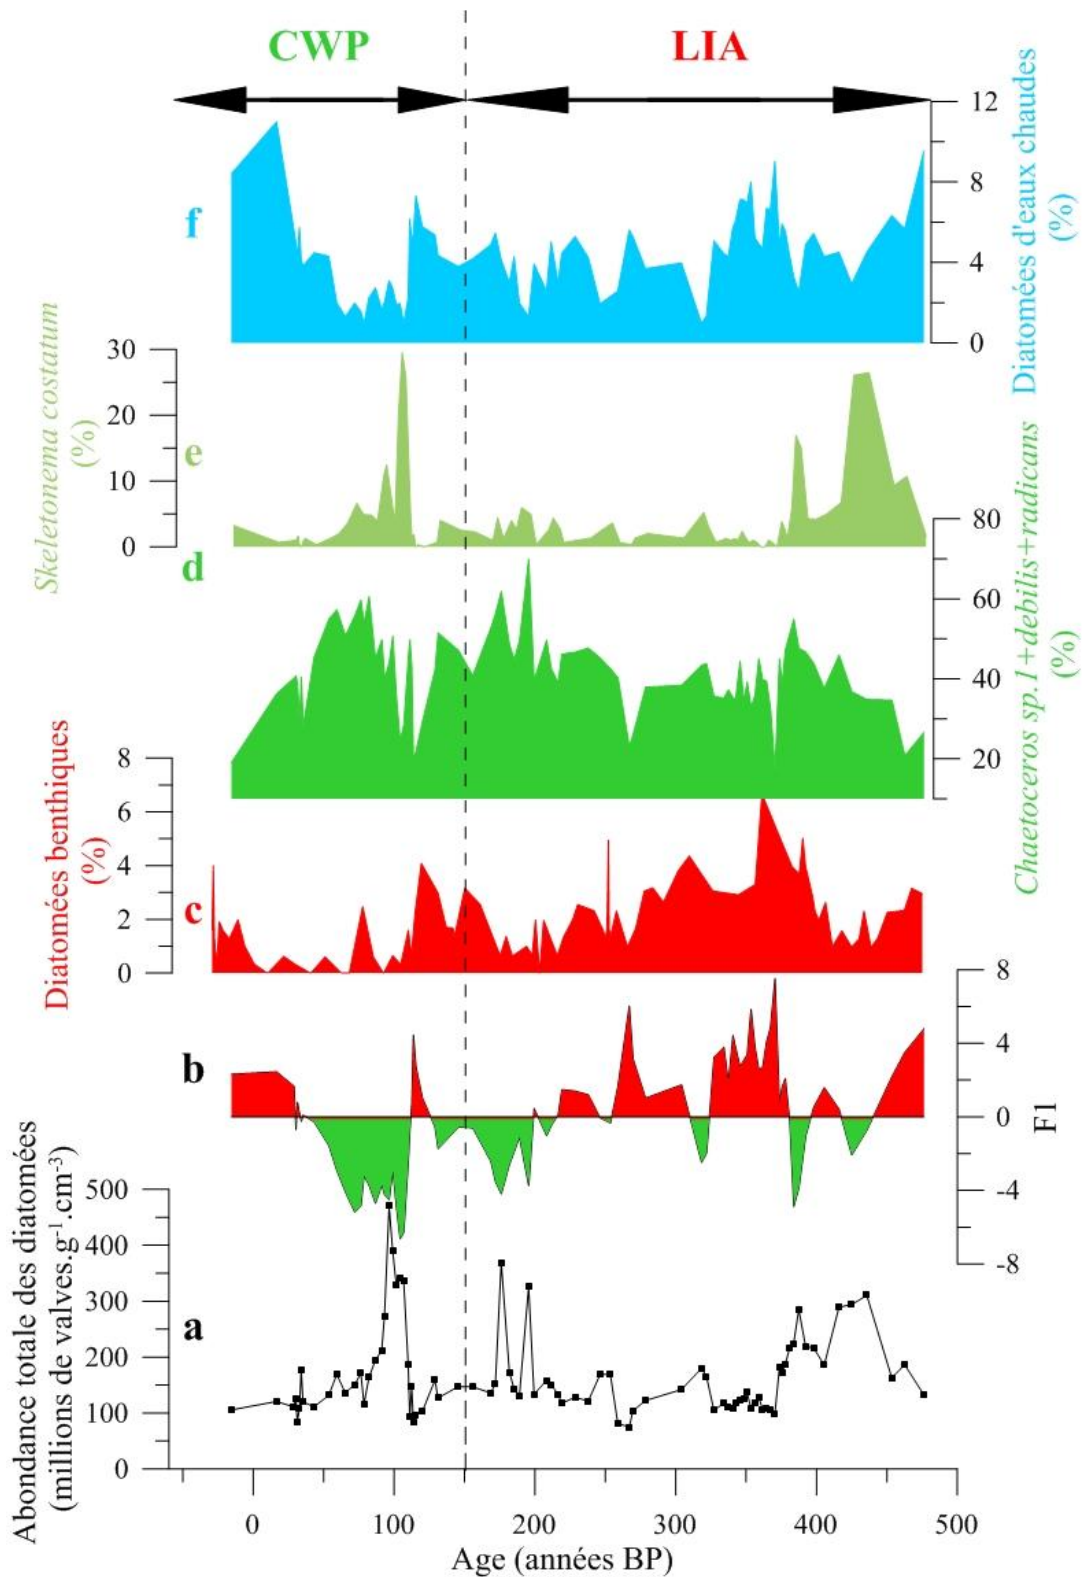 CWP
LIA
12
8
4
0
Diatomées d'eaux chaudes
(%)
f
30
20
10
0
Skeletonema costatum
(%)
e
80
60
40
20
Chaetoceros sp.1+debilis+radicans
(%)
d
8
6
4
2
0
Diatomées benthiques
(%)
c
8
4
0
-4
-8
F1
b
500
400
300
200
100
0
Abondance totale des diatomées
(millions de valves.g⁻¹.cm⁻³)
a
0 100 200 300 400 500
Age (années BP)